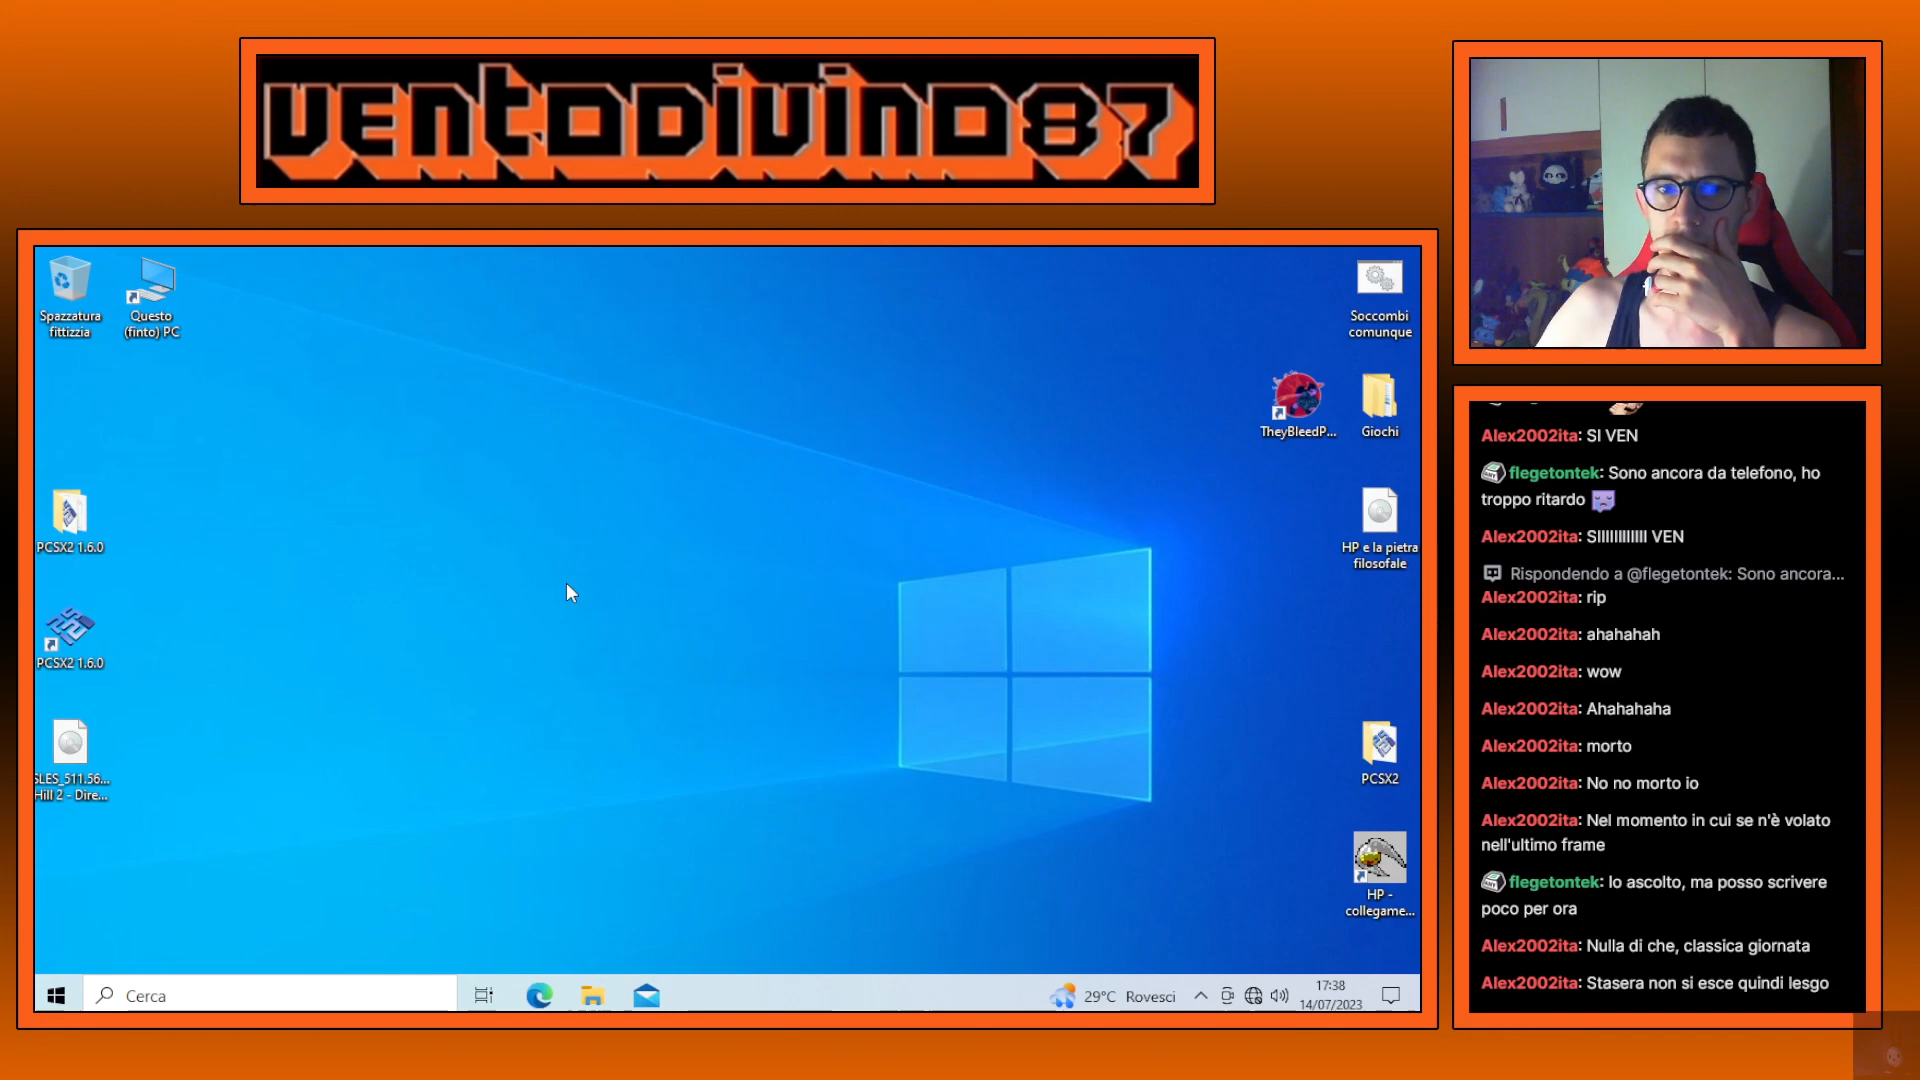 VENTODIVINO87
Spazzatura
fittizzia
Questo
(finto) PC
Soccombi
comunque
TheyBleedP...
Giochi
PCSX2 1.6.0
HP e la pietra
filosofale
PCSX2 1.6.0
SLES_511.56...
Hill 2 - Dire...
PCSX2
HP -
collegame...
Cerca
29°C Rovesci
17:38
14/07/2023
Alex2002ita: SI VEN
flegetontek: Sono ancora da telefono, ho
troppo ritardo
Alex2002ita: SIIIIIIIIIII VEN
Rispondendo a @flegetontek: Sono ancora...
Alex2002ita: rip
Alex2002ita: ahahahah
Alex2002ita: wow
Alex2002ita: Ahahahaha
Alex2002ita: morto
Alex2002ita: No no morto io
Alex2002ita: Nel momento in cui se n'è volato
nell'ultimo frame
flegetontek: Io ascolto, ma posso scrivere
poco per ora
Alex2002ita: Nulla di che, classica giornata
Alex2002ita: Stasera non si esce quindi lesgo